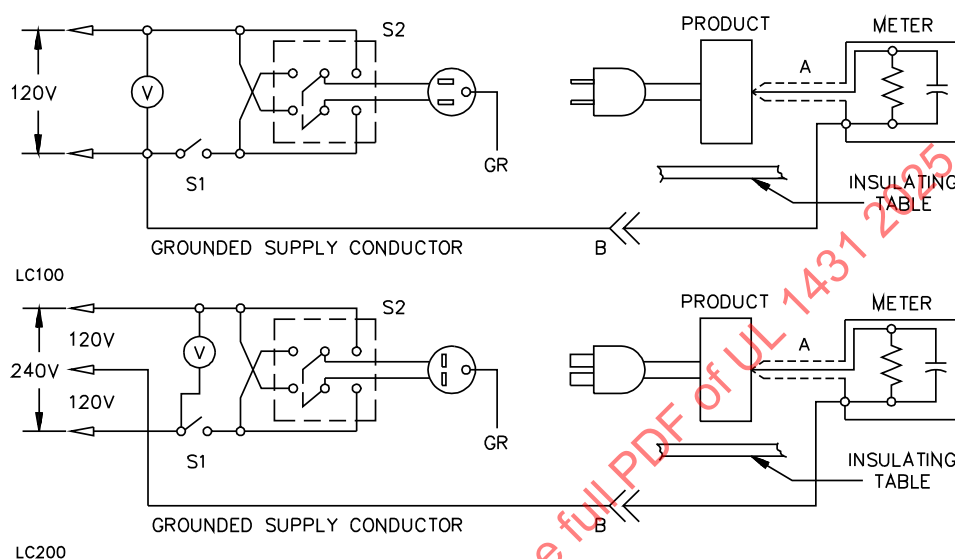 S2
PRODUCT
METER
120V
V
A
S1
GR
INSULATING
TABLE
GROUNDED SUPPLY CONDUCTOR
B
LC100
S2
PRODUCT
METER
120V
V
A
240V
120V
S1
GR
INSULATING
TABLE
GROUNDED SUPPLY CONDUCTOR
B
LC200
full PDF of UL 1431 2025